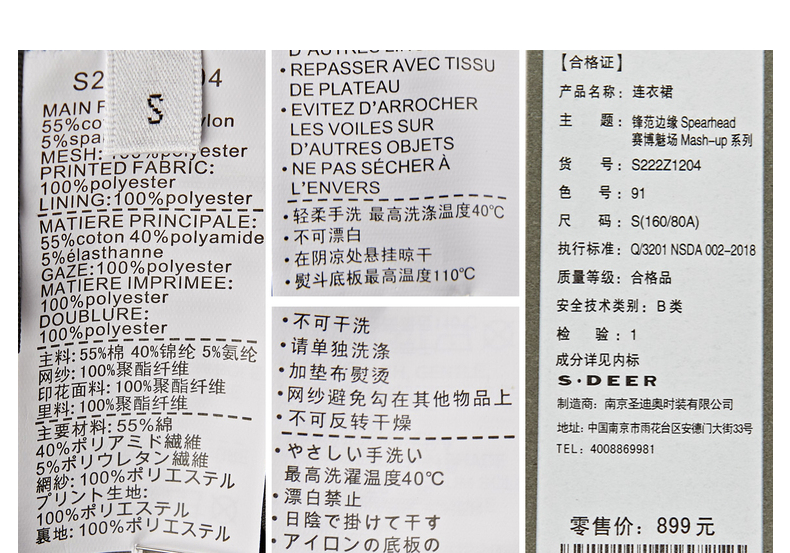 S2 04
S
MAIN F
55%co ylon
5%spa
MESH: 100%polyester
PRINTED FABRIC:
100%polyester
LINING:100%polyester
MATIERE PRINCIPALE:
55%coton 40%polyamide
5%élasthanne
GAZE:100%polyester
MATIERE IMPRIMEE:
100%polyester
DOUBLURE:
100%polyester
主料: 55%棉 40%锦纶 5%氨纶
网纱: 100%聚酯纤维
印花面料: 100%聚酯纤维
里料: 100%聚酯纤维
主要材料: 55%綿
40%ポリアミド繊維
5%ポリウレタン繊維
網紗: 100%ポリエステル
プリント生地:
100%ポリエステル
裏地: 100%ポリエステル
D'AUTRES LIN
•REPASSER AVEC TISSU
DE PLATEAU
•EVITEZ D'ARROCHER
LES VOILES SUR
D'AUTRES OBJETS
•NE PAS SÉCHER À
L'ENVERS
•轻柔手洗 最高洗涤温度40℃
•不可漂白
•在阴凉处悬挂晾干
•熨斗底板最高温度110℃
•不可干洗
•请单独洗涤
•加垫布熨烫
•网纱避免勾在其他物品上
•不可反转干燥
•やさしい手洗い
最高洗濯温度40℃
•漂白禁止
•日陰で掛けて干す
•アイロンの底板の
【合格证】
产品名称: 连衣裙
主 题: 锋范边缘 Spearhead
赛博魅场 Mash-up 系列
货 号: S222Z1204
色 号: 91
尺 码: S(160/80A)
执行标准: Q/3201 NSDA 002-2018
质量等级: 合格品
安全技术类别: B 类
检 验: 1
成分详见内标
S·DEER
制造商: 南京圣迪奥时装有限公司
地址: 中国南京市雨花台区安德门大街33号
TEL: 4008869981
零售价: 899元